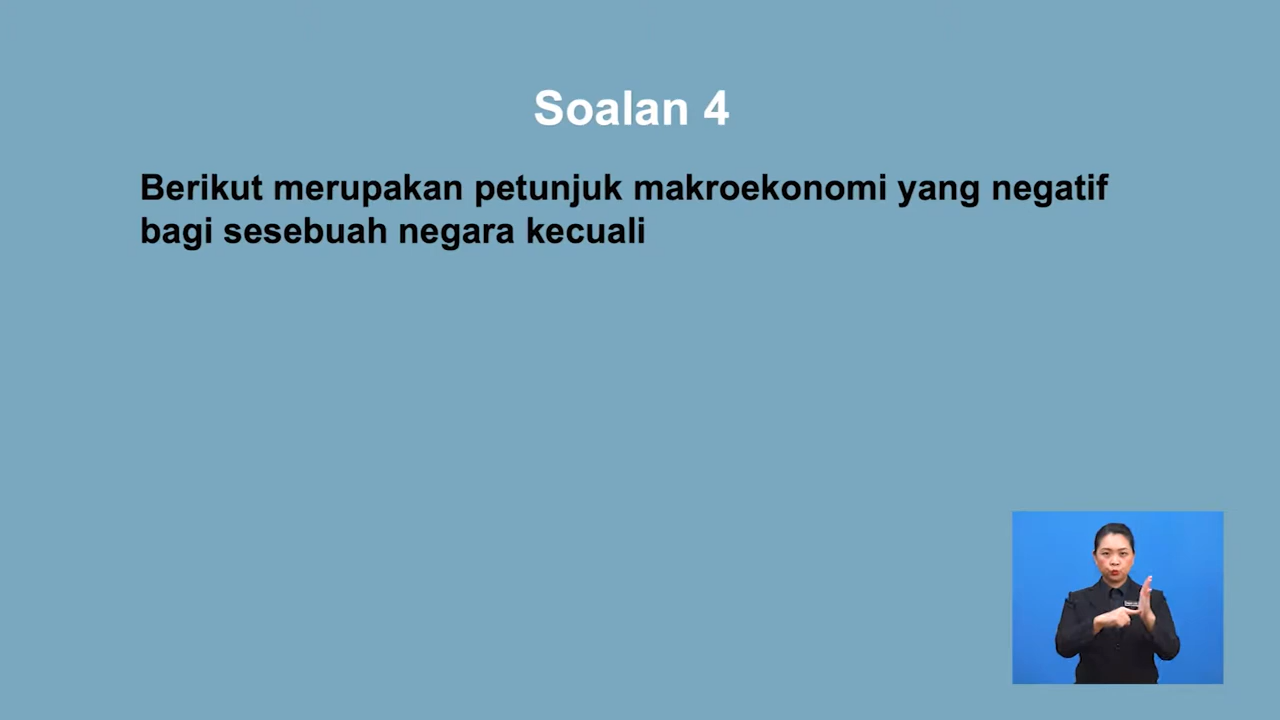 Soalan 4
Berikut merupakan petunjuk makroekonomi yang negatif
bagi sesebuah negara kecuali